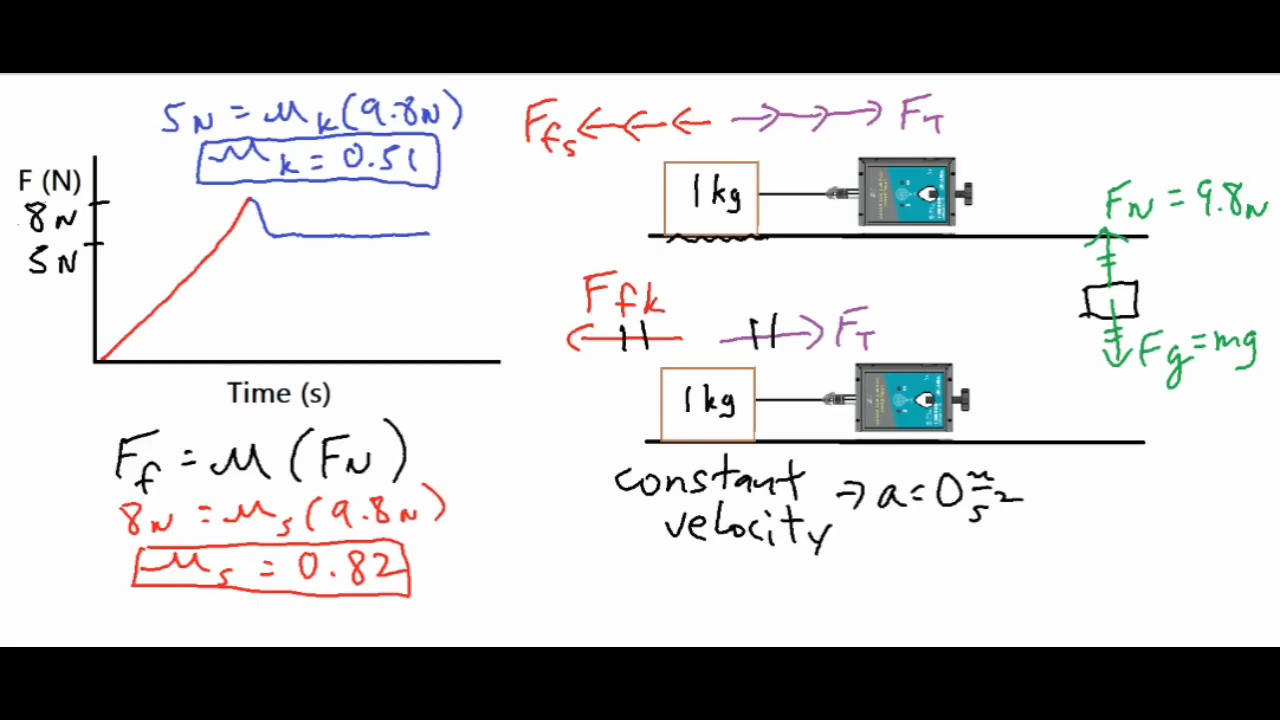 5N = μk(9.8N)
μk = 0.51
F (N)
8N
5N
Time (s)
Ff = μ(FN)
8N = μs(9.8N)
μs = 0.82
Ffs
FT
1kg
FN = 9.8N
Fg = mg
Ffk
FT
1kg
constant
velocity
→ a = 0 m/s2